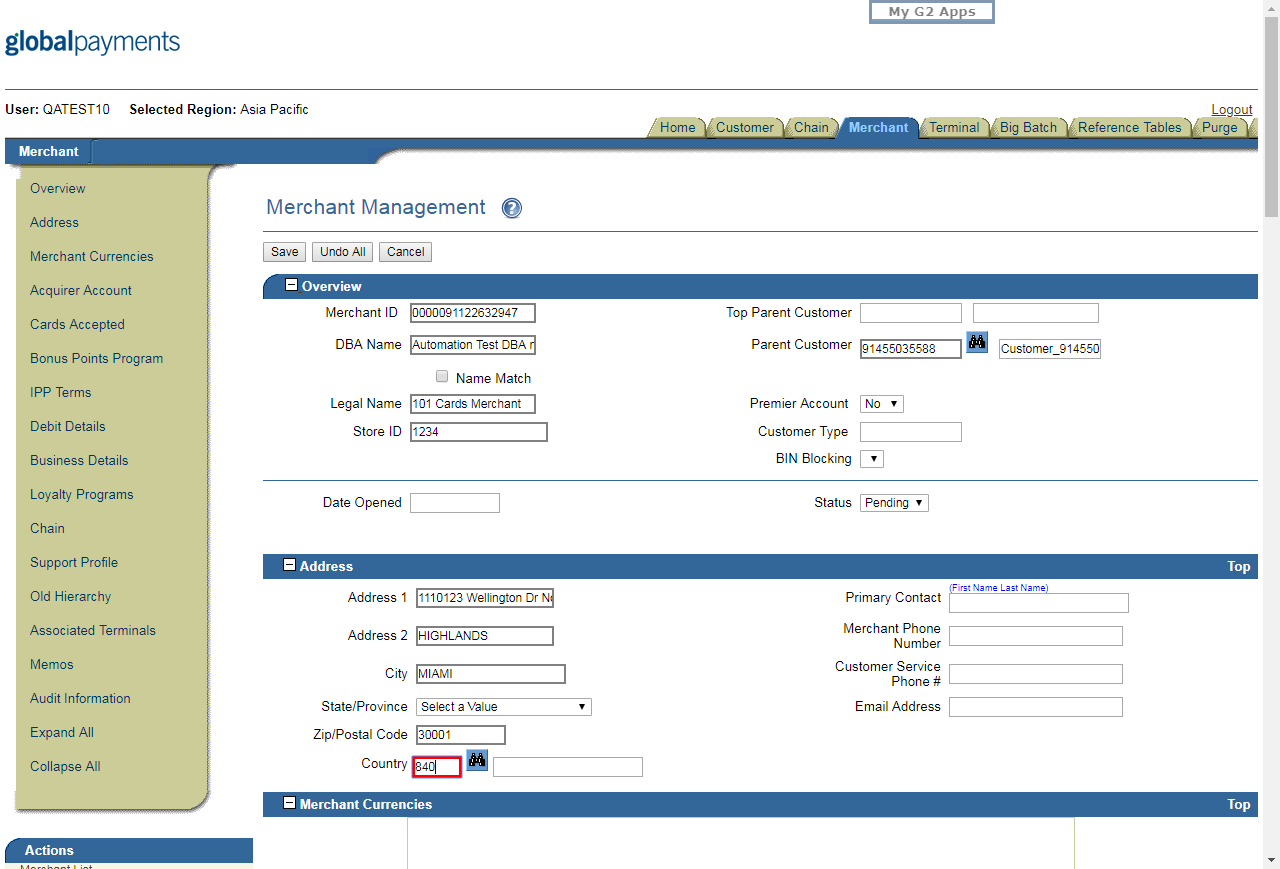 My G2 Apps
globalpayments
User: QATEST10 Selected Region: Asia Pacific
Logout
Home Customer Chain Merchant Terminal Big Batch Reference Tables Purge
Merchant
Overview
Address
Merchant Currencies
Acquirer Account
Cards Accepted
Bonus Points Program
IPP Terms
Debit Details
Business Details
Loyalty Programs
Chain
Support Profile
Old Hierarchy
Associated Terminals
Memos
Audit Information
Expand All
Collapse All
Actions
Merchant List
Merchant Management ?
Save Undo All Cancel
Overview
Merchant ID 0000091122632947 Top Parent Customer
DBA Name Automation Test DBA Parent Customer 91455035588 Customer_914550
Name Match
Legal Name 101 Cards Merchant Premier Account No
Store ID 1234 Customer Type
BIN Blocking
Date Opened Status Pending
Address Top
Address 1 1110123 Wellington Dr Primary Contact (First Name Last Name)
Address 2 HIGHLANDS Merchant Phone Number
City MIAMI Customer Service Phone #
State/Province Select a Value Email Address
Zip/Postal Code 30001
Country 840
Merchant Currencies Top